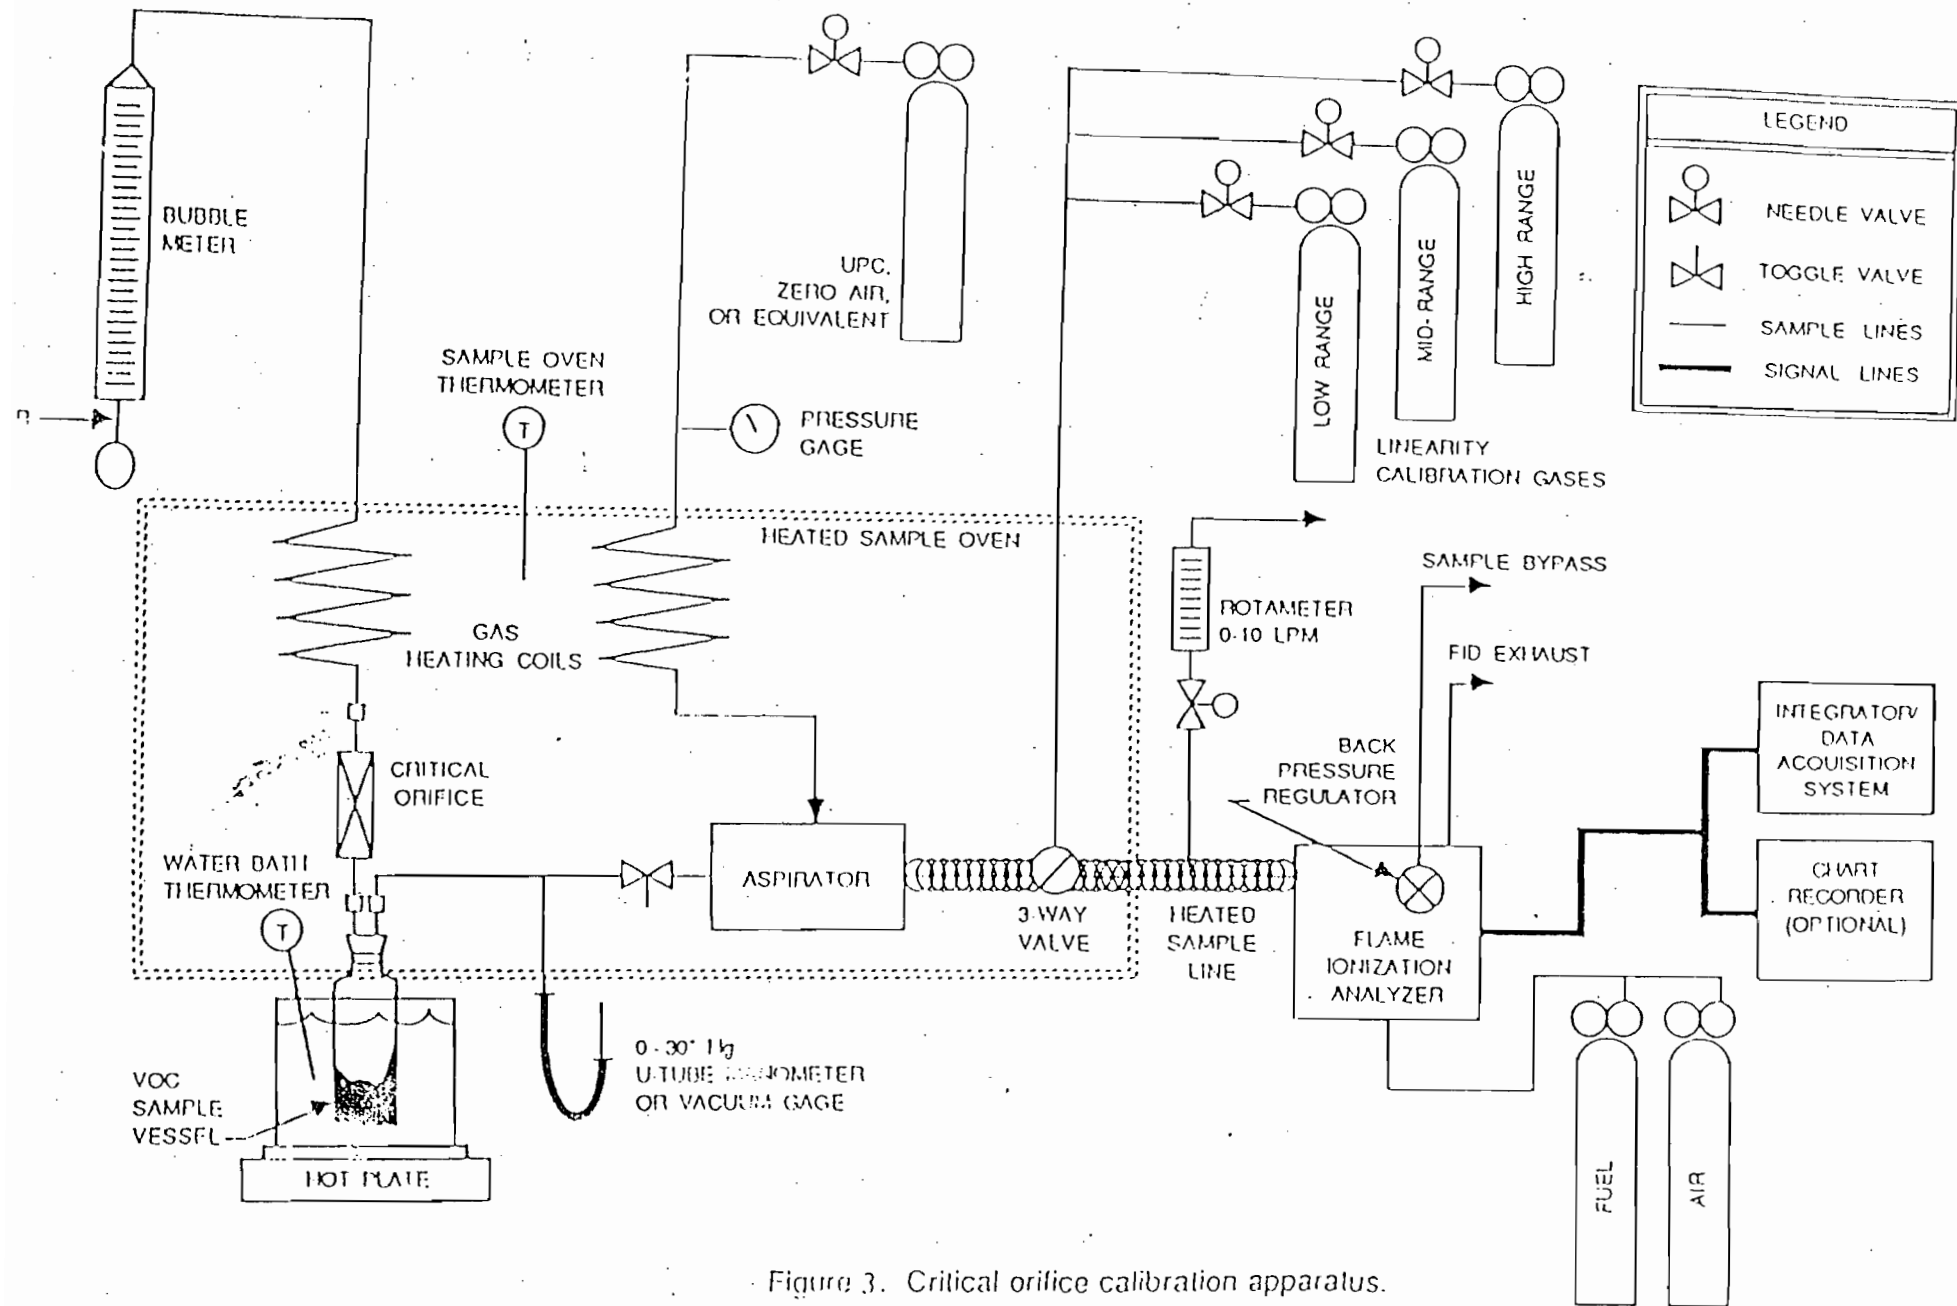 BUBBLE
METER
UPC,
ZERO AIR,
OR EQUIVALENT
SAMPLE OVEN
THERMOMETER
T
PRESSURE
GAGE
LOW RANGE
MID-RANGE
HIGH RANGE
LINEARITY
CALIBRATION GASES
LEGEND
NEEDLE VALVE
TOGGLE VALVE
SAMPLE LINES
SIGNAL LINES
HEATED SAMPLE OVEN
GAS
HEATING COILS
CRITICAL
ORIFICE
WATER BATH
THERMOMETER
T
ASPIRATOR
3-WAY
VALVE
HEATED
SAMPLE
LINE
ROTAMETER
0-10 LPM
SAMPLE BYPASS
FID EXHAUST
BACK
PRESSURE
REGULATOR
FLAME
IONIZATION
ANALYZER
INTEGRATOR/
DATA
ACQUISITION
SYSTEM
CHART
RECORDER
(OPTIONAL)
VOC
SAMPLE
VESSEL
HOT PLATE
0-30" Hg
U-TUBE MANOMETER
OR VACUUM GAGE
FUEL
AIR
Figure 3. Critical orifice calibration apparatus.